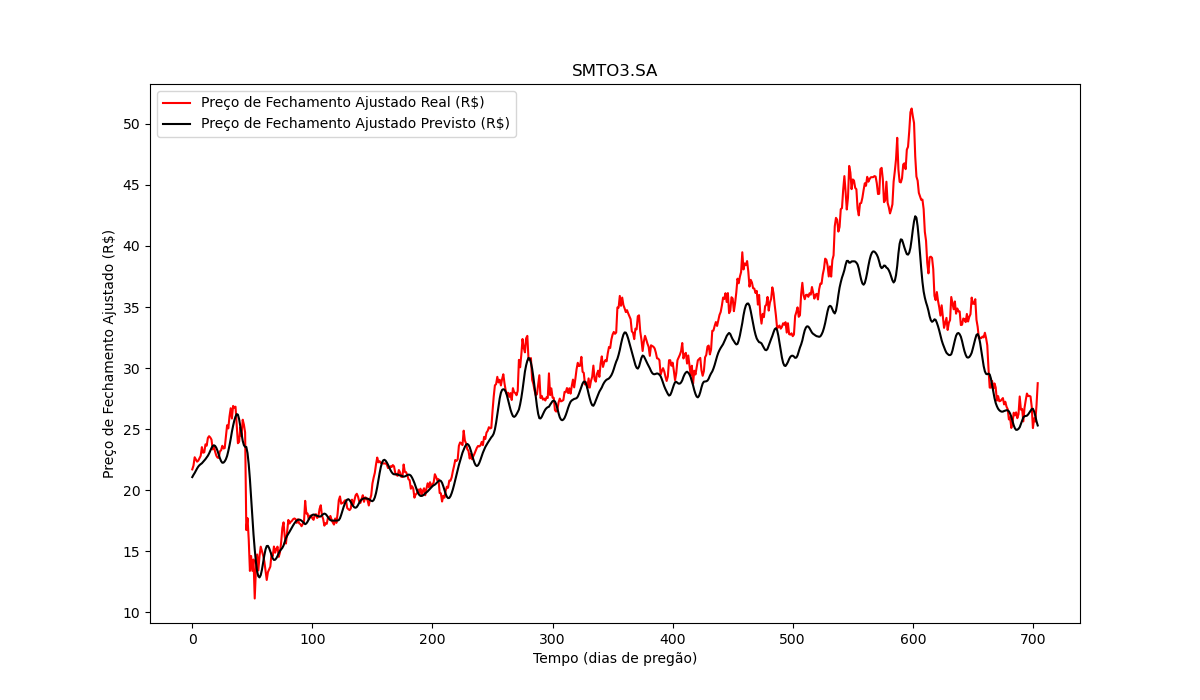 SMTO3.SA
Preço de Fechamento Ajustado Real (R$)
Preço de Fechamento Ajustado Previsto (R$)
Preço de Fechamento Ajustado (R$)
50
45
40
35
30
25
20
15
10
0 100 200 300 400 500 600 700
Tempo (dias de pregão)